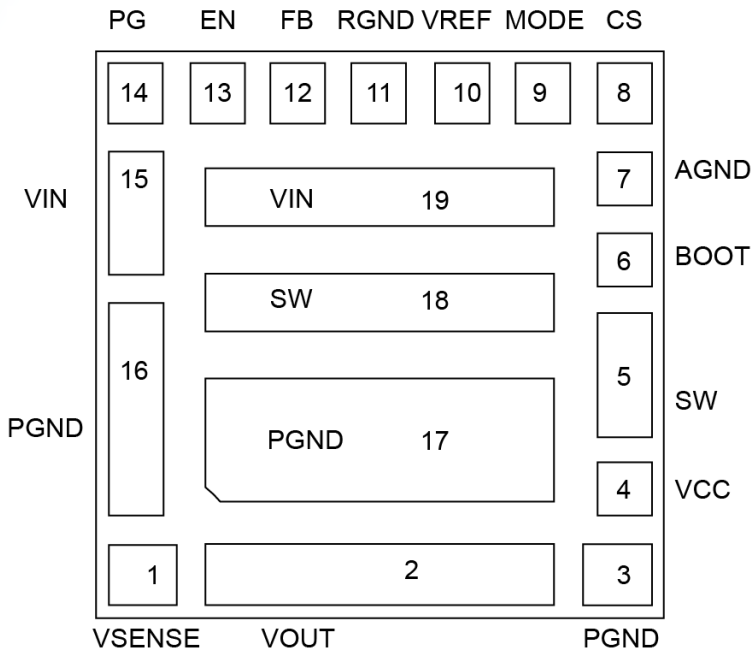 PG EN FB RGND VREF MODE CS
14 13 12 11 10 9 8
15 7 AGND
VIN VIN 19
6 BOOT
SW 18
16 5
SW
PGND PGND 17
4 VCC
1 2 3
VSENSE VOUT PGND